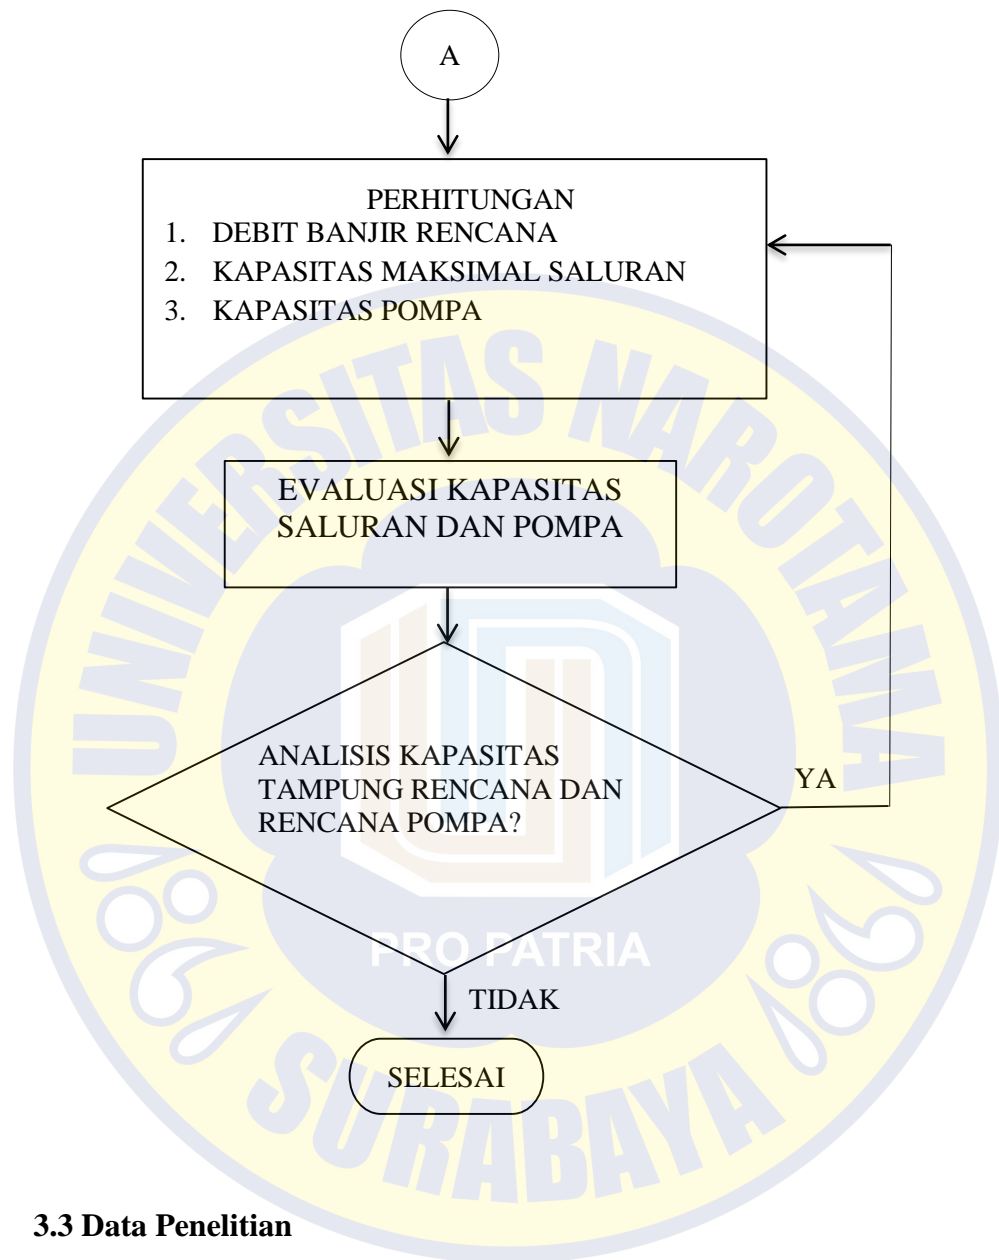 A
PERHITUNGAN
1. DEBIT BANJIR RENCANA
2. KAPASITAS MAKSIMAL SALURAN
3. KAPASITAS POMPA
EVALUASI KAPASITAS
SALURAN DAN POMPA
ANALISIS KAPASITAS
TAMPUNG RENCANA DAN
RENCANA POMPA?
YA
TIDAK
SELESAI
UNIVERSITAS NAROTAMA
PRO PATRIA
SURABAYA
3.3 Data Penelitian